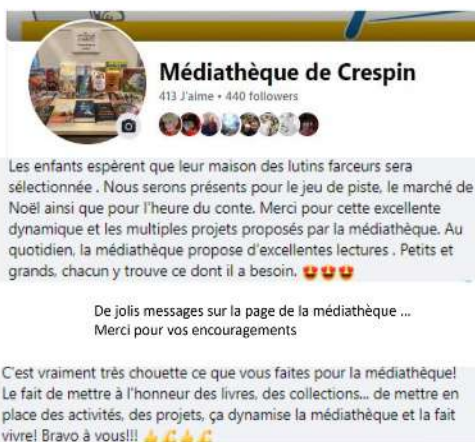 Médiathèque de Crespin
413 J'aime • 440 followers
Les enfants espèrent que leur maison des lutins farceurs sera
sélectionnée . Nous serons présents pour le jeu de piste, le marché de
Noël ainsi que pour l'heure du conte. Merci pour cette excellente
dynamique et les multiples projets proposés par la médiathèque. Au
quotidien, la médiathèque propose d'excellentes lectures . Petits et
grands, chacun y trouve ce dont il a besoin. 😍😍😍
De jolis messages sur la page de la médiathèque ...
Merci pour vos encouragements
C'est vraiment très chouette ce que vous faites pour la médiathèque!
Le fait de mettre à l'honneur des livres, des collections... de mettre en
place des activités, des projets, ça dynamise la médiathèque et la fait
vivre! Bravo à vous!!! 👍💪👍💪